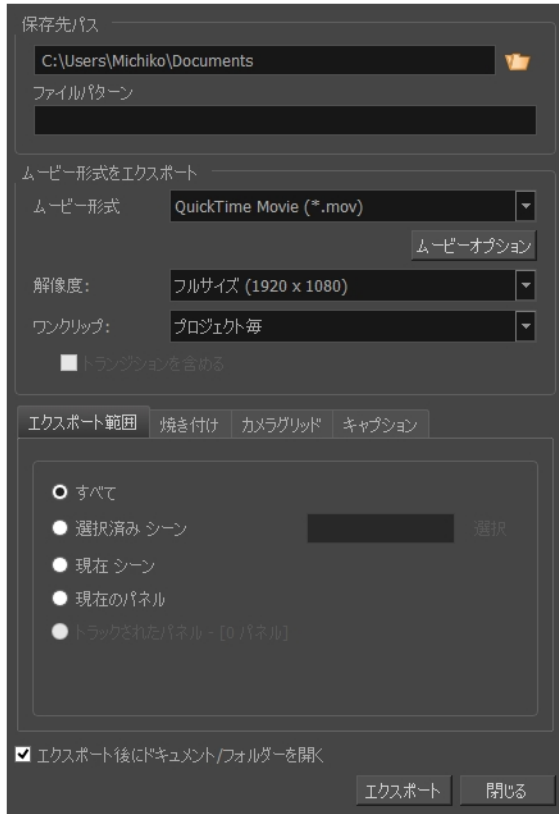 保存先パス
C:\Users\Michiko\Documents
ファイルパターン
ムービー形式をエクスポート
ムービー形式 QuickTime Movie (*.mov)
ムービーオプション
解像度: フルサイズ (1920 x 1080)
ワンクリップ: プロジェクト毎
トランジションを含める
エクスポート範囲 焼き付け カメラグリッド キャプション
すべて
選択済み シーン 選択
現在 シーン
現在のパネル
トラックされたパネル - [0 パネル]
エクスポート後にドキュメント/フォルダーを開く
エクスポート 閉じる